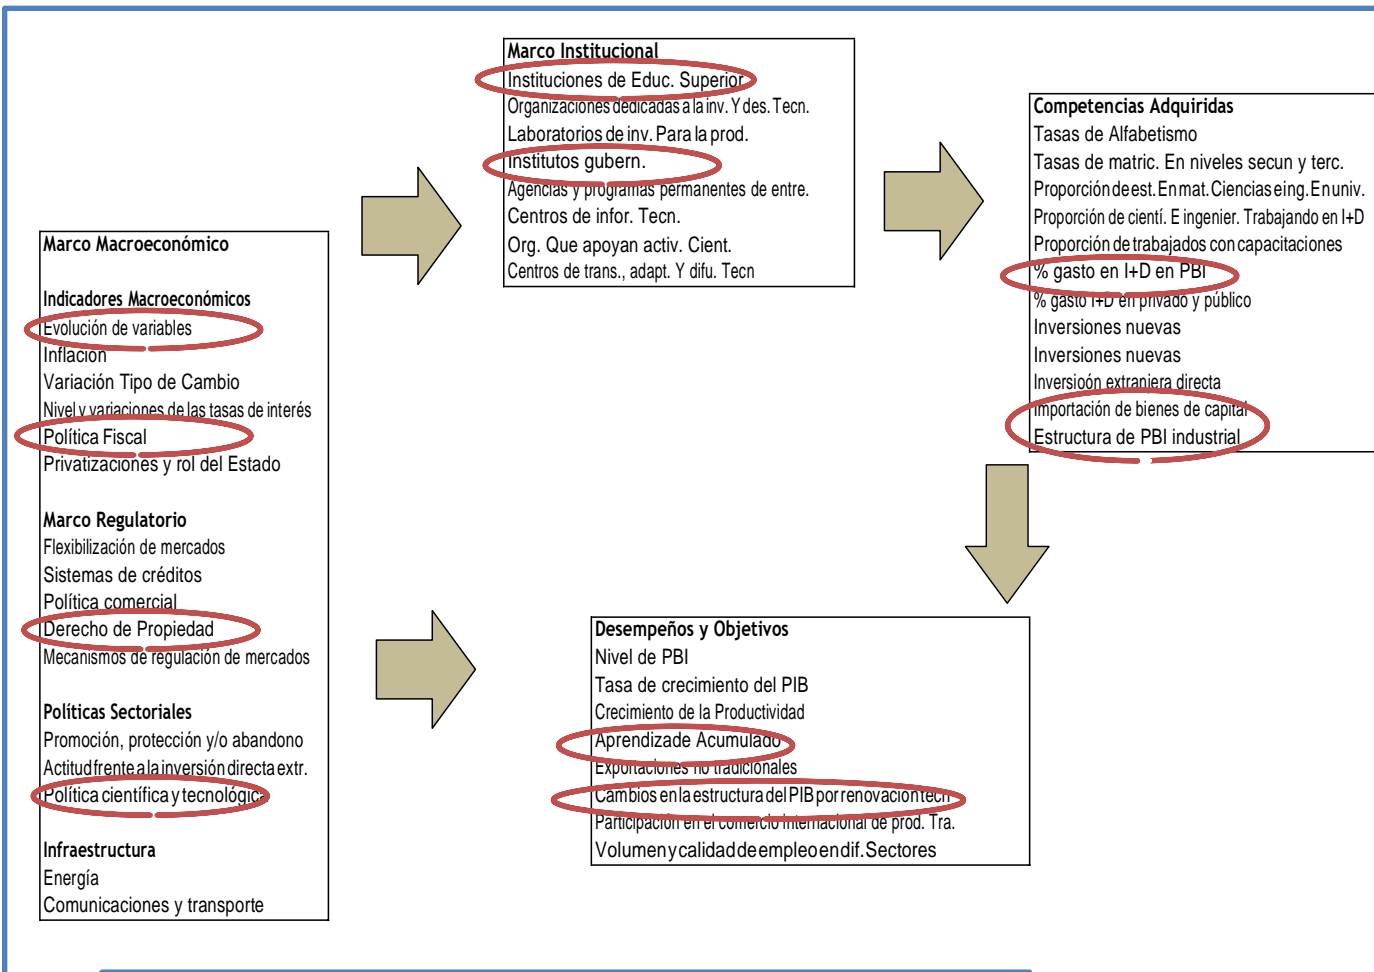 Marco Institucional
Instituciones de Educ. Superior
Organizaciones dedicadas a la inv. Y des. Tecn.
Laboratorios de inv. Para la prod.
Institutos gubern.
Agencias y programas permanentes de entre.
Centros de infor. Tecn.
Org. Que apoyan activ. Cient.
Centros de trans., adapt. Y difu. Tecn
Competencias Adquiridas
Tasas de Alfabetismo
Tasas de matric. En niveles secun y terc.
Proporción de est. En mat. Ciencias e ing. En univ.
Proporción de cientí. E ingenier. Trabajando en I+D
Proporción de trabajados con capacitaciones
% gasto en I+D en PBI
% gasto I+D en privado y público
Inversiones nuevas
Inversiones nuevas
Inversioón extranjera directa
Importación de bienes de capital
Estructura de PBI industrial
Marco Macroeconómico
Indicadores Macroeconómicos
Evolución de variables
Inflación
Variación Tipo de Cambio
Nivel y variaciones de las tasas de interés
Política Fiscal
Privatizaciones y rol del Estado
Marco Regulatorio
Flexibilización de mercados
Sistemas de créditos
Política comercial
Derecho de Propiedad
Mecanismos de regulación de mercados
Políticas Sectoriales
Promoción, protección y/o abandono
Actitud frente a la inversión directa extr.
Política científica y tecnológica
Infraestructura
Energía
Comunicaciones y transporte
Desempeños y Objetivos
Nivel de PBI
Tasa de crecimiento del PIB
Crecimiento de la Productividad
Aprendizade Acumulado
Exportaciones no tradicionales
Cambios en la estructura del PIB por renovación tecn
Participación en el comercio internacional de prod. Tra.
Volumen y calidad de empleo en dif. Sectores